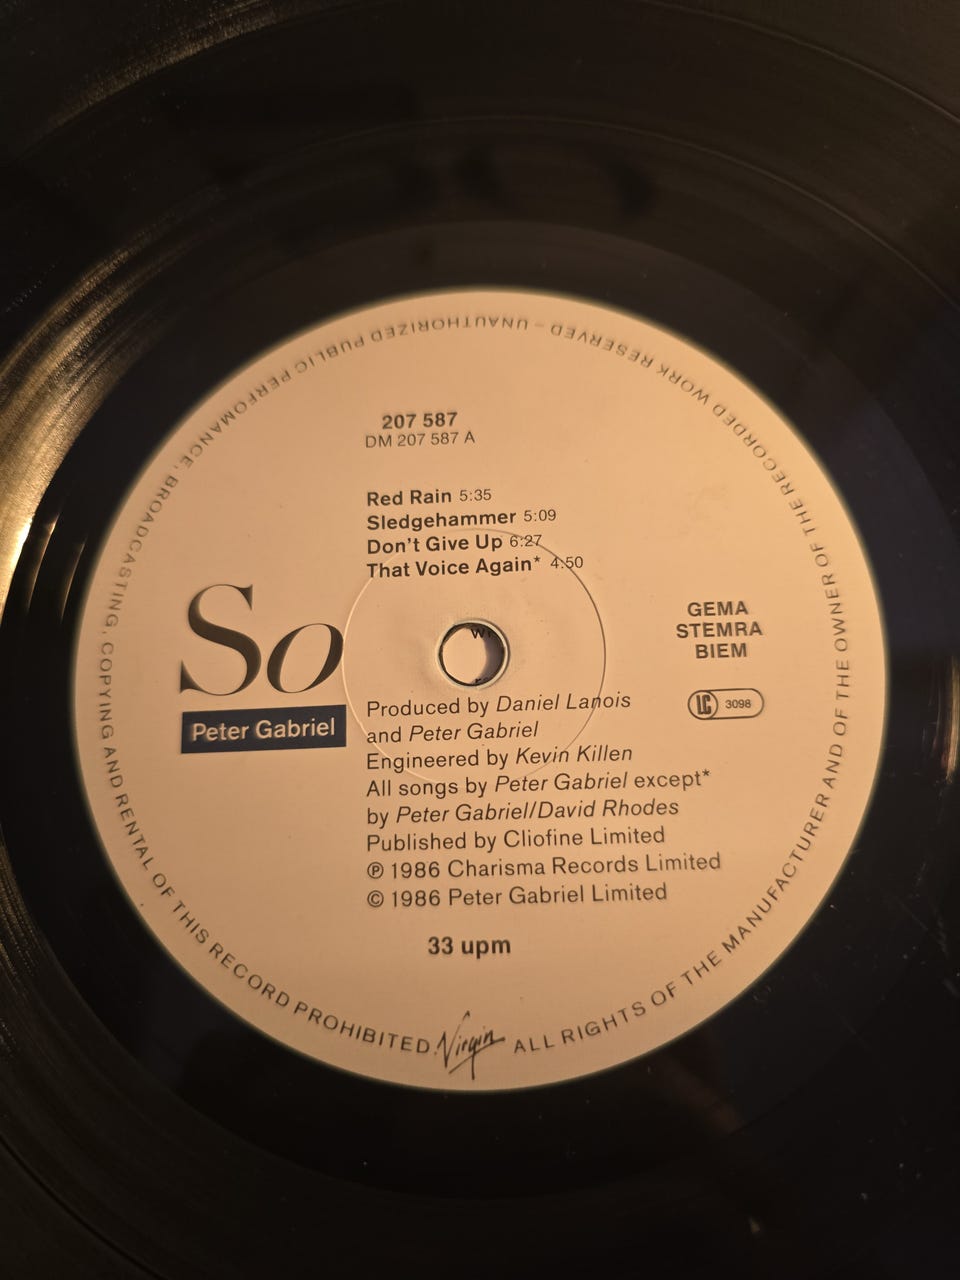 207 587
DM 207 587 A
Red Rain 5:35
Sledgehammer 5:09
Don't Give Up 6:27
That Voice Again* 4:50
So
Peter Gabriel
GEMA
STEMRA
BIEM
LC 3098
Produced by Daniel Lanois
and Peter Gabriel
Engineered by Kevin Killen
All songs by Peter Gabriel except*
by Peter Gabriel/David Rhodes
Published by Cliofine Limited
℗ 1986 Charisma Records Limited
© 1986 Peter Gabriel Limited
33 upm
Virgin
ALL RIGHTS OF THE MANUFACTURER AND OF THE OWNER OF THE RECORDED WORK RESERVED – UNAUTHORIZED PUBLIC PERFOMANCE, BROADCASTING, COPYING AND RENTAL OF THIS RECORD PROHIBITED.